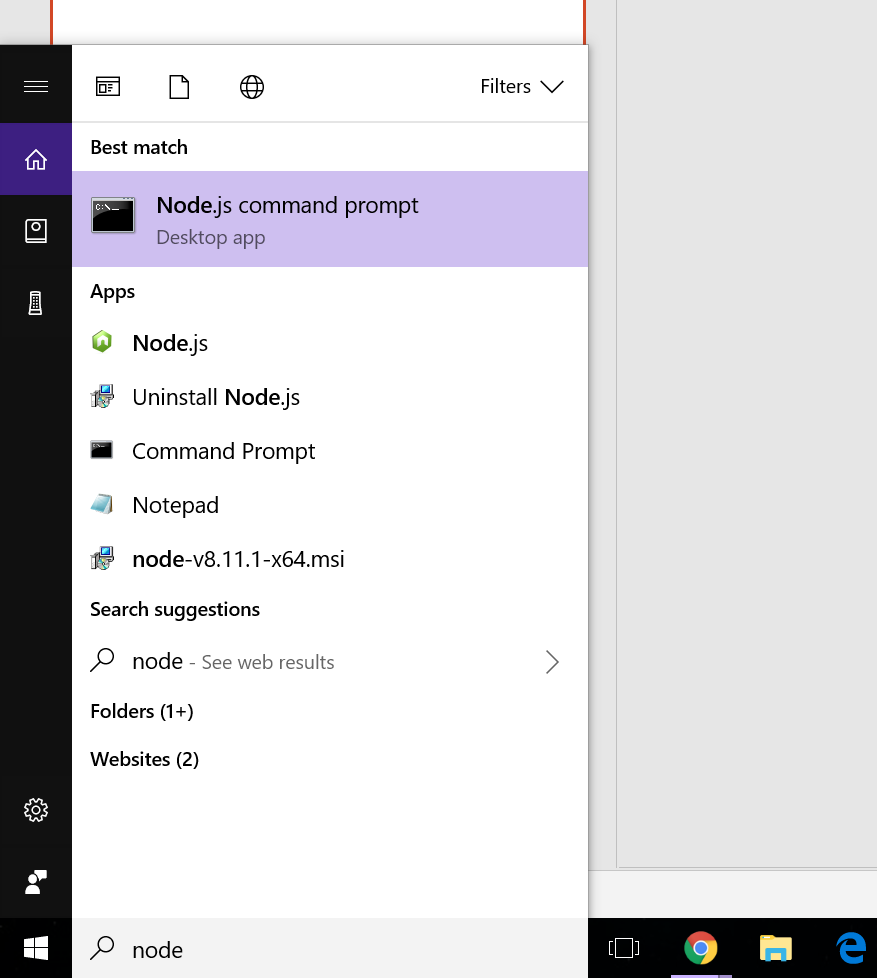 Filters
Best match
Node.js command prompt
Desktop app
Apps
Node.js
Uninstall Node.js
Command Prompt
Notepad
node-v8.11.1-x64.msi
Search suggestions
node - See web results
Folders (1+)
Websites (2)
node